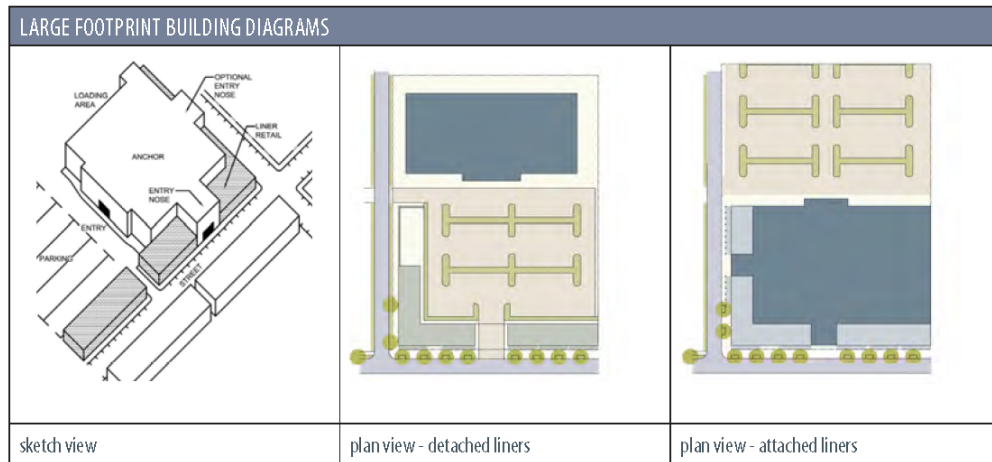 LARGE FOOTPRINT BUILDING DIAGRAMS
OPTIONAL
ENTRY
NOSE
LOADING
AREA
LINER
RETAIL
ANCHOR
ENTRY
NOSE
ENTRY
PARKING
STREET
sketch view
plan view - detached liners
plan view - attached liners